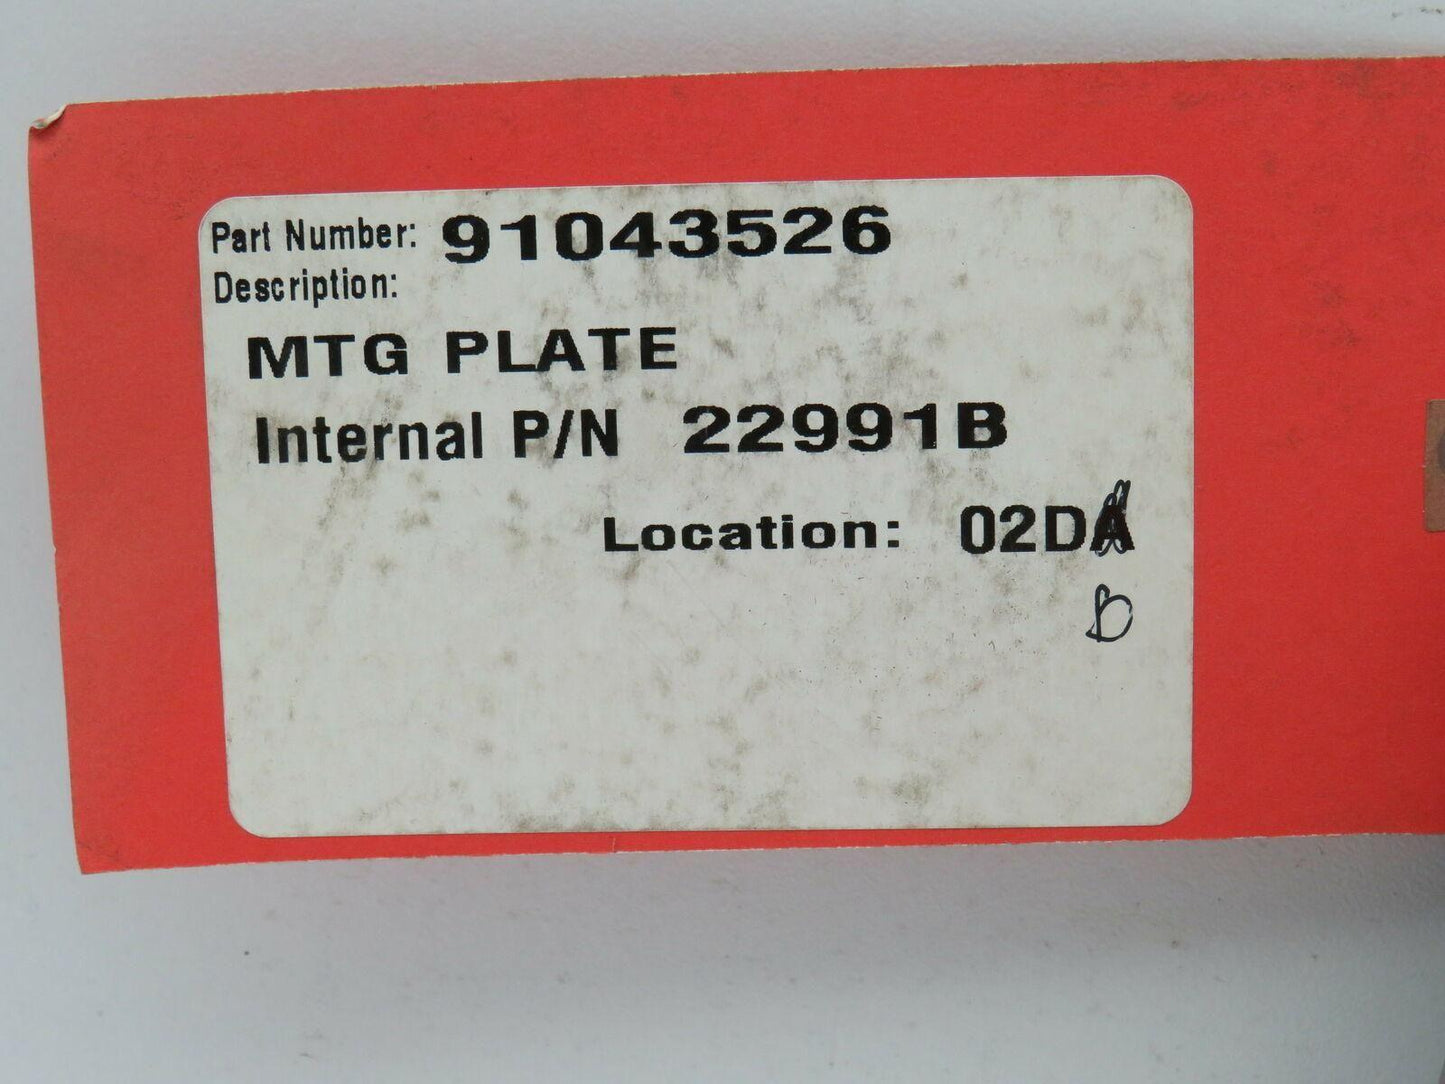 Part Number: 91043526
Description:
MTG PLATE
Internal P/N 22991B
Location: 02DA
B